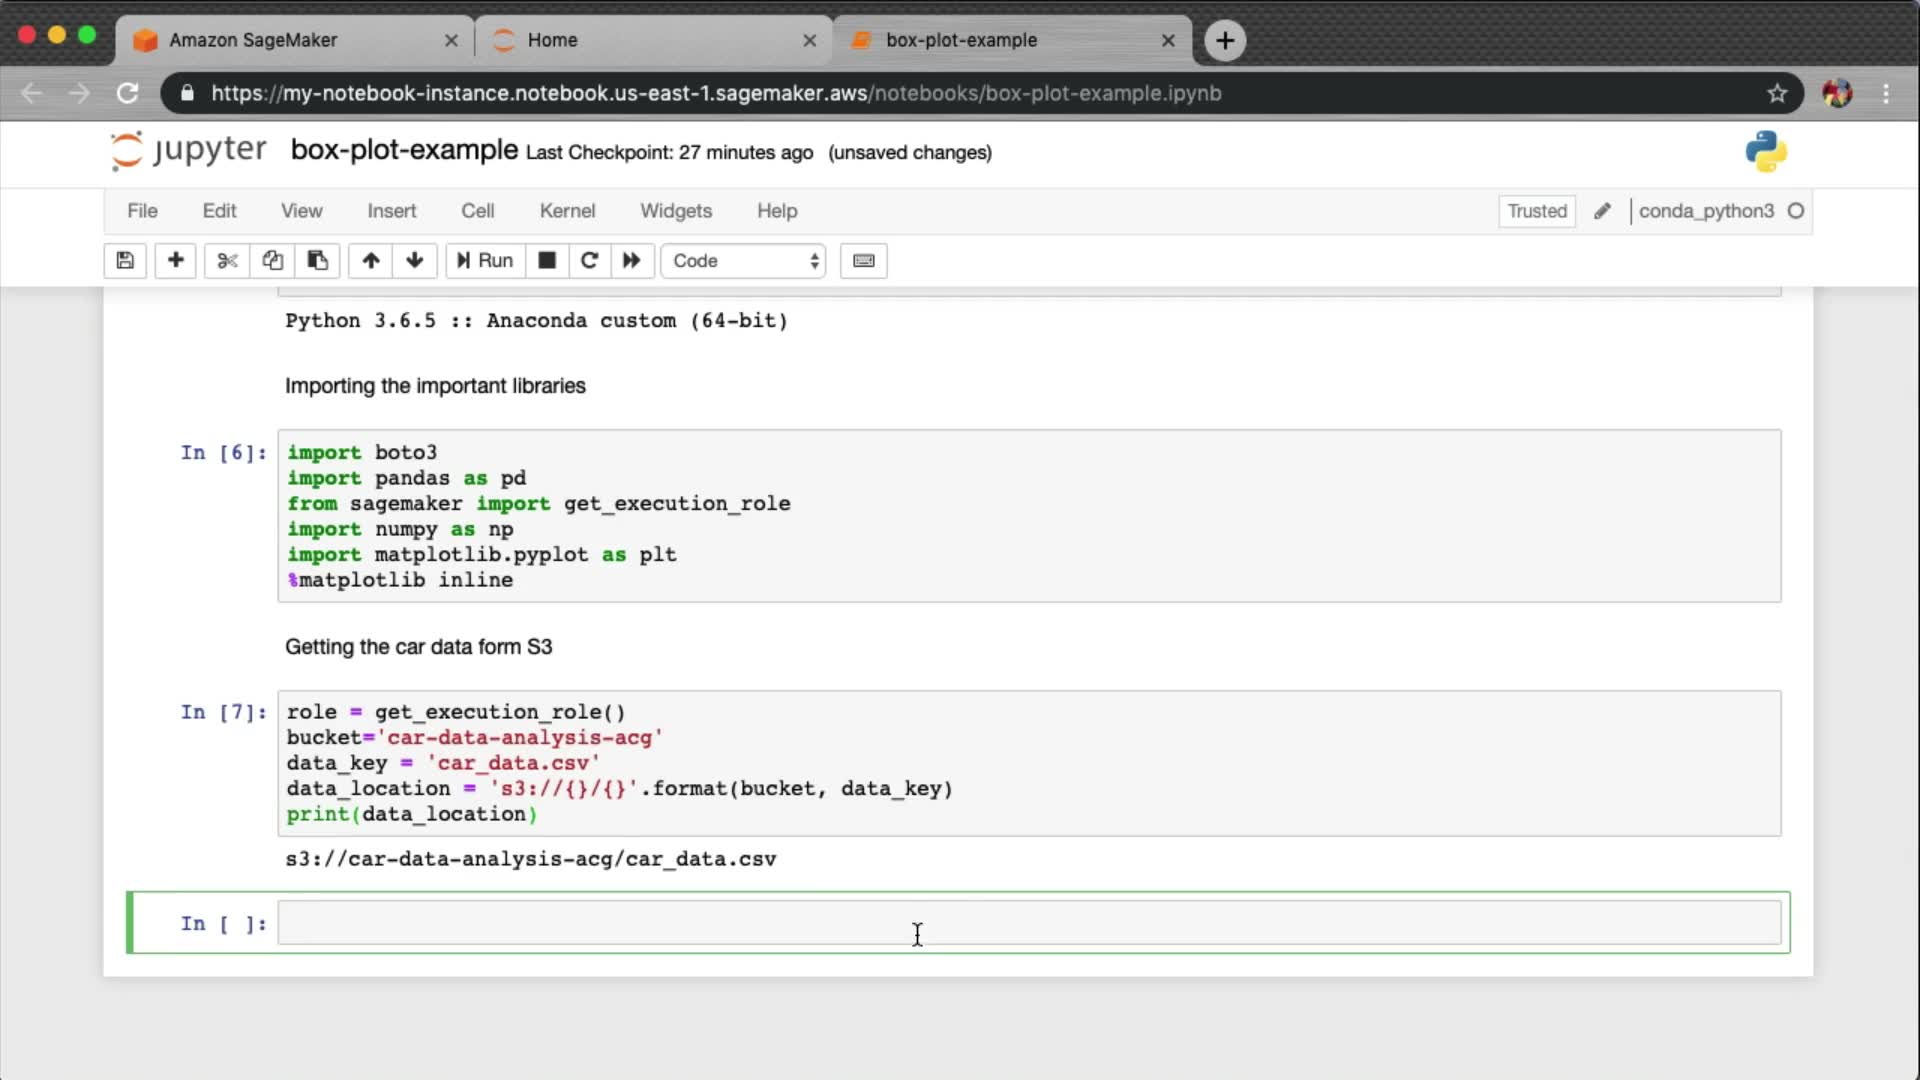 Amazon SageMaker
Home
box-plot-example
https://my-notebook-instance.notebook.us-east-1.sagemaker.aws/notebooks/box-plot-example.ipynb
jupyter box-plot-example Last Checkpoint: 27 minutes ago (unsaved changes)
File Edit View Insert Cell Kernel Widgets Help Trusted conda_python3
Run Code
Python 3.6.5 :: Anaconda custom (64-bit)
Importing the important libraries
In [6]: import boto3
import pandas as pd
from sagemaker import get_execution_role
import numpy as np
import matplotlib.pyplot as plt
%matplotlib inline
Getting the car data form S3
In [7]: role = get_execution_role()
bucket='car-data-analysis-acg'
data_key = 'car_data.csv'
data_location = 's3://{}/{}'.format(bucket, data_key)
print(data_location)
s3://car-data-analysis-acg/car_data.csv
In [ ]: